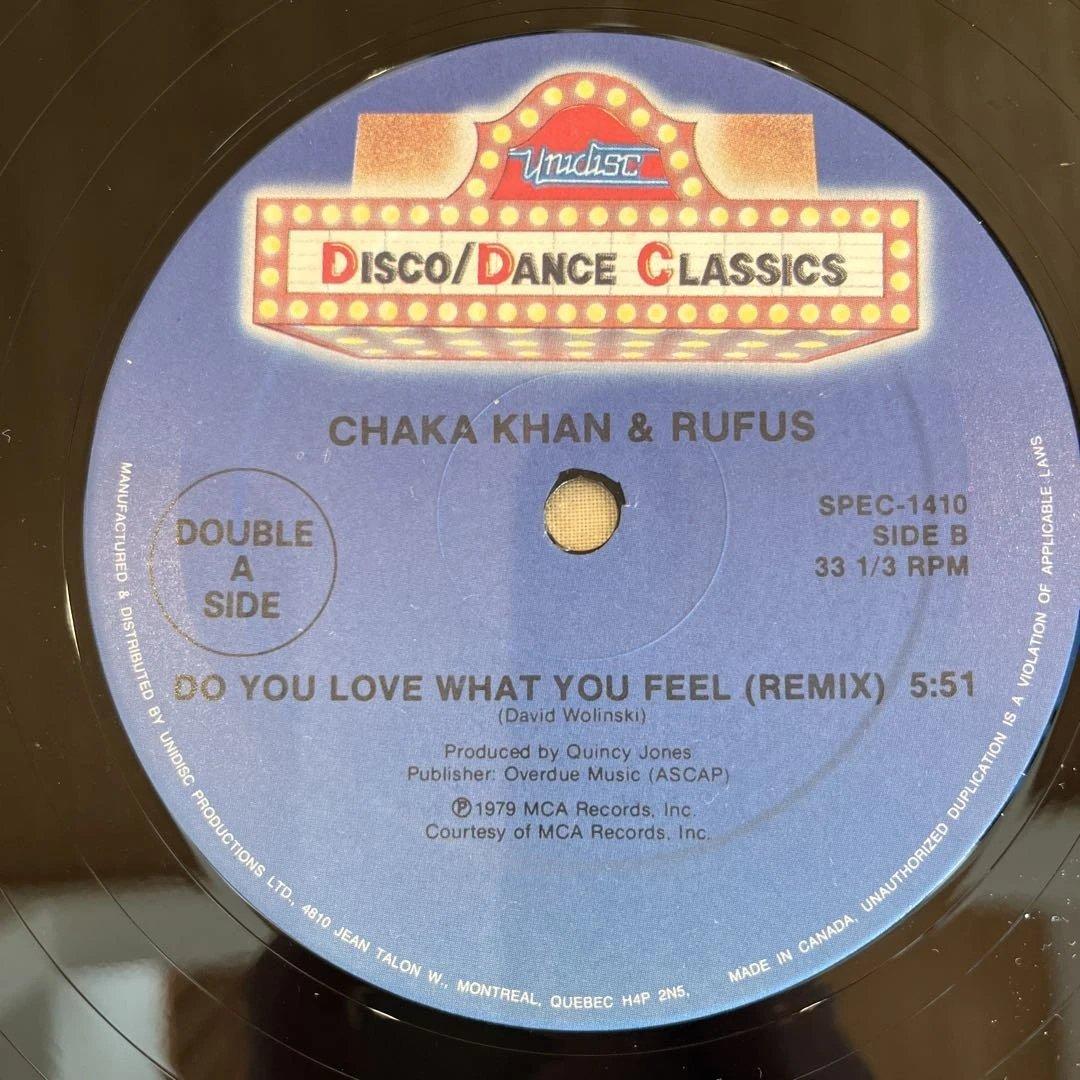 Unidisc
DISCO/DANCE CLASSICS
CHAKA KHAN & RUFUS
DOUBLE
A
SIDE
SPEC-1410
SIDE B
33 1/3 RPM
DO YOU LOVE WHAT YOU FEEL (REMIX) 5:51
(David Wolinski)
Produced by Quincy Jones
Publisher: Overdue Music (ASCAP)
℗1979 MCA Records, Inc.
Courtesy of MCA Records, Inc.
MANUFACTURED & DISTRIBUTED BY UNIDISC PRODUCTIONS LTD., 4810 JEAN TALON W., MONTREAL, QUEBEC H4P 2N5,
MADE IN CANADA, UNAUTHORIZED DUPLICATION IS A VIOLATION OF APPLICABLE LAWS